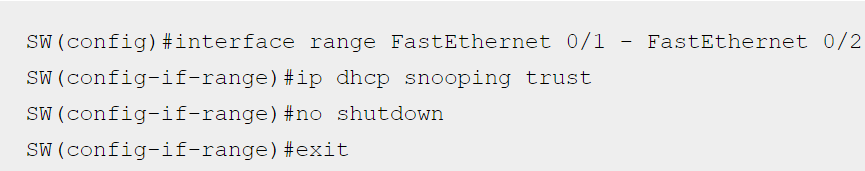 SW(config)#interface range FastEthernet 0/1 - FastEthernet 0/2
SW(config-if-range)#ip dhcp snooping trust
SW(config-if-range)#no shutdown
SW(config-if-range)#exit